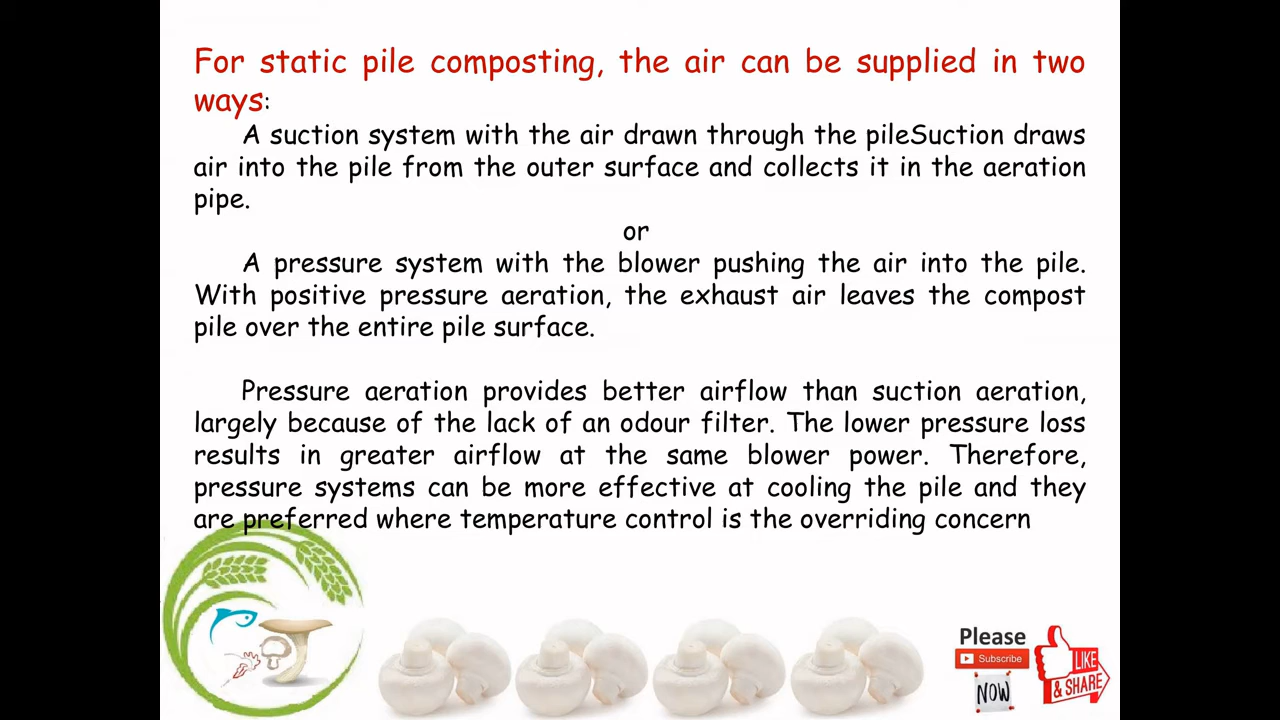 For static pile composting, the air can be supplied in two
ways:
A suction system with the air drawn through the pileSuction draws
air into the pile from the outer surface and collects it in the aeration
pipe.
or
A pressure system with the blower pushing the air into the pile.
With positive pressure aeration, the exhaust air leaves the compost
pile over the entire pile surface.
Pressure aeration provides better airflow than suction aeration,
largely because of the lack of an odour filter. The lower pressure loss
results in greater airflow at the same blower power. Therefore,
pressure systems can be more effective at cooling the pile and they
are preferred where temperature control is the overriding concern
Please
Subscribe
NOW
LIKE
& SHARE